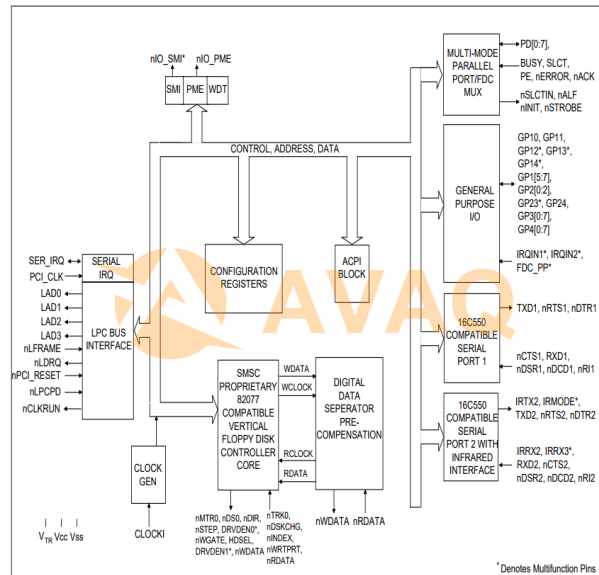 nIO_SMI*
nIO_PME
SMI
PME
WDT
CONTROL, ADDRESS, DATA
MULTI-MODE
PARALLEL
PORT/FDC
MUX
PD[0:7],
BUSY, SLCT,
PE, nERROR, nACK
nSLCTIN, nALF
nINIT, nSTROBE
GENERAL
PURPOSE
I/O
GP10, GP11,
GP12*, GP13*,
GP14*,
GP1[5:7],
GP2[0:2],
GP23*, GP24,
GP3[0:7],
GP4[0:7]
IRQIN1*, IRQIN2*,
FDC_PP*
SER_IRQ
PCI_CLK
SERIAL
IRQ
LAD0
LAD1
LAD2
LAD3
nLFRAME
nLDRQ
nPCI_RESET
nLPCPD
nCLKRUN
LPC BUS
INTERFACE
CONFIGURATION
REGISTERS
ACPI
BLOCK
AVAQ
16C550
COMPATIBLE
SERIAL
PORT 1
TXD1, nRTS1, nDTR1
nCTS1, RXD1,
nDSR1, nDCD1, nRI1
SMSC
PROPRIETARY
82077
COMPATIBLE
VERTICAL
FLOPPY DISK
CONTROLLER
CORE
WDATA
WCLOCK
RCLOCK
RDATA
DIGITAL
DATA
SEPERATOR
PRE-
COMPENSATION
16C550
COMPATIBLE
SERIAL
PORT 2 WITH
INFRARED
INTERFACE
IRTX2, IRMODE*,
TXD2, nRTS2, nDTR2
IRRX2, IRRX3*,
RXD2, nCTS2,
nDSR2, nDCD2, nRI2
CLOCK
GEN
CLOCKI
nMTR0, nDS0, nDIR,
nSTEP, DRVDEN0*,
nWGATE, HDSEL,
DRVDEN1*, nWDATA
nTRK0,
nDSKCHG,
nINDEX,
nWRTPRT,
nRDATA
nWDATA
nRDATA
VTR Vcc Vss
* Denotes Multifunction Pins